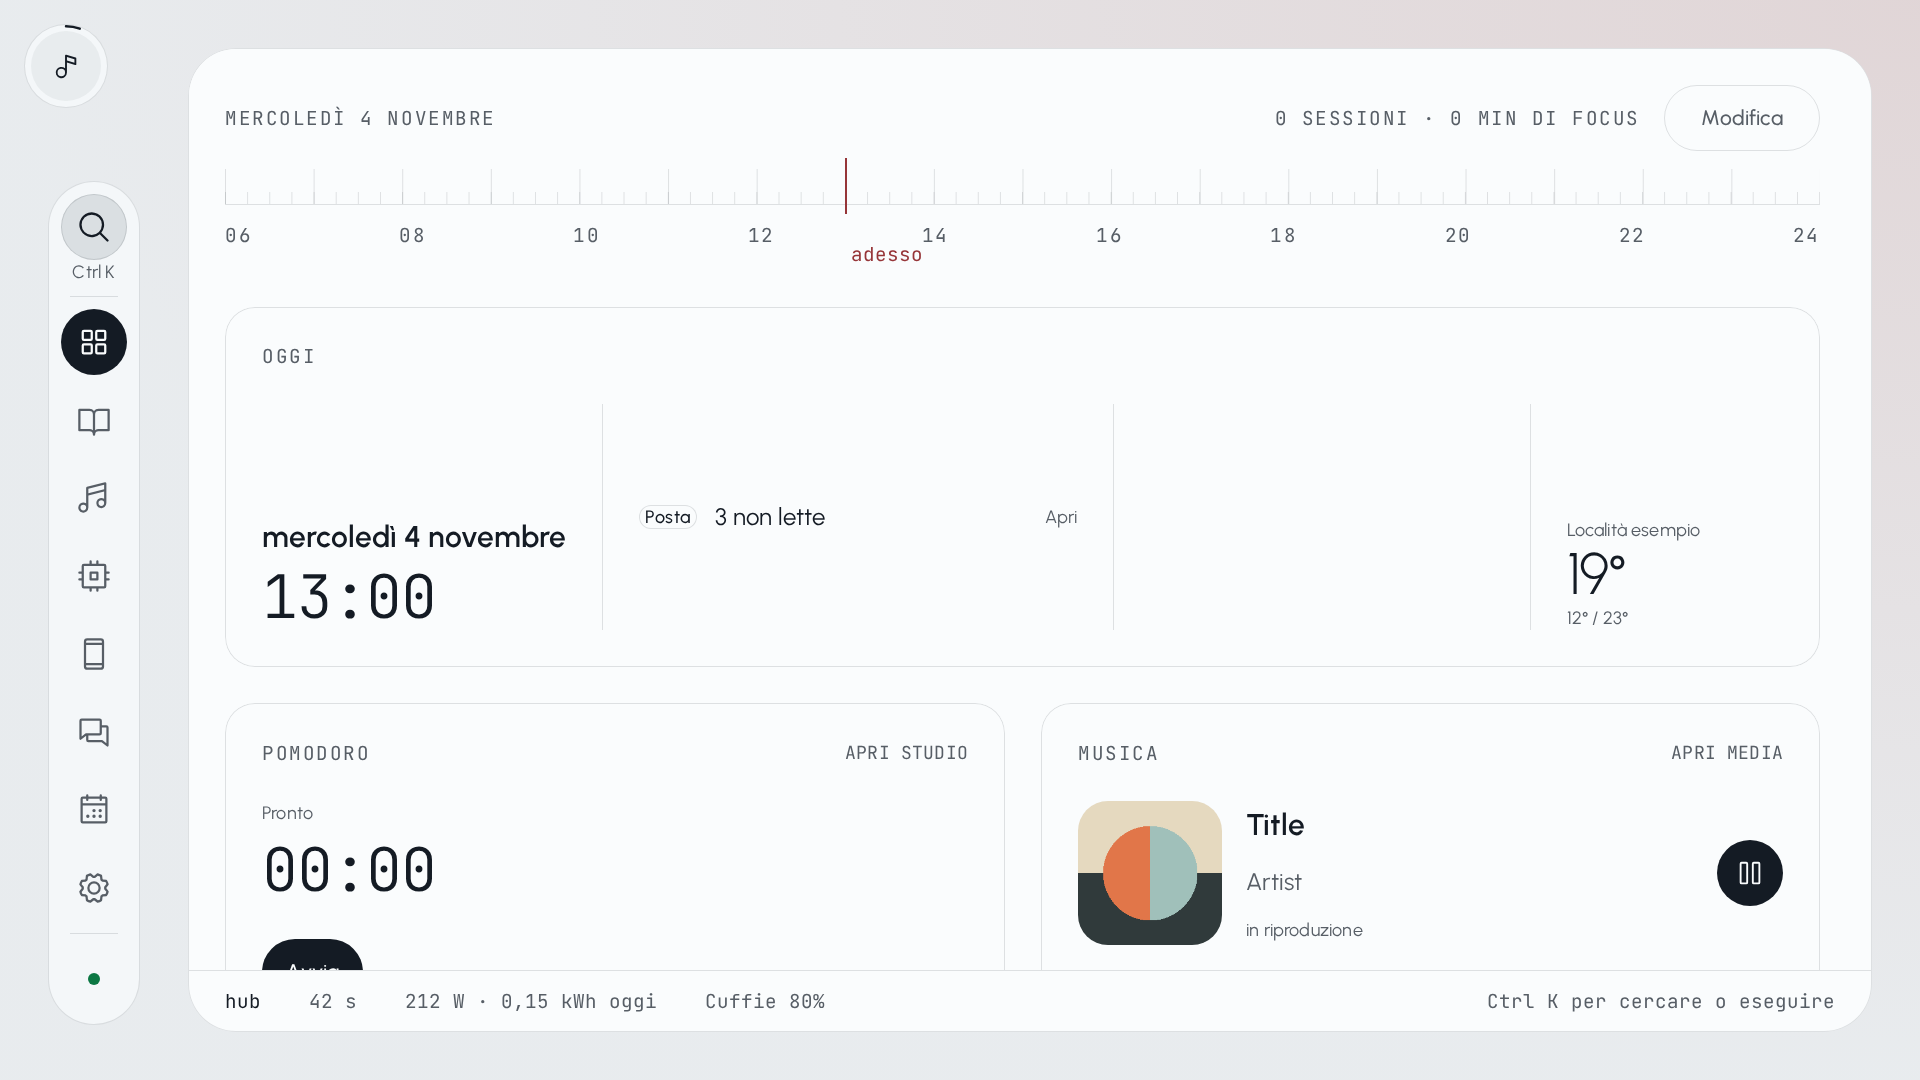 MERCOLEDÌ 4 NOVEMBRE
0 SESSIONI · 0 MIN DI FOCUS
Modifica
06 08 10 12 14 16 18 20 22 24
adesso
Ctrl K
OGGI
mercoledì 4 novembre
13:00
Posta 3 non lette Apri
Località esempio
19°
12° / 23°
POMODORO
APRI STUDIO
Pronto
00:00
MUSICA
APRI MEDIA
Title
Artist
in riproduzione
hub 42 s 212 W · 0,15 kWh oggi Cuffie 80%
Ctrl K per cercare o eseguire